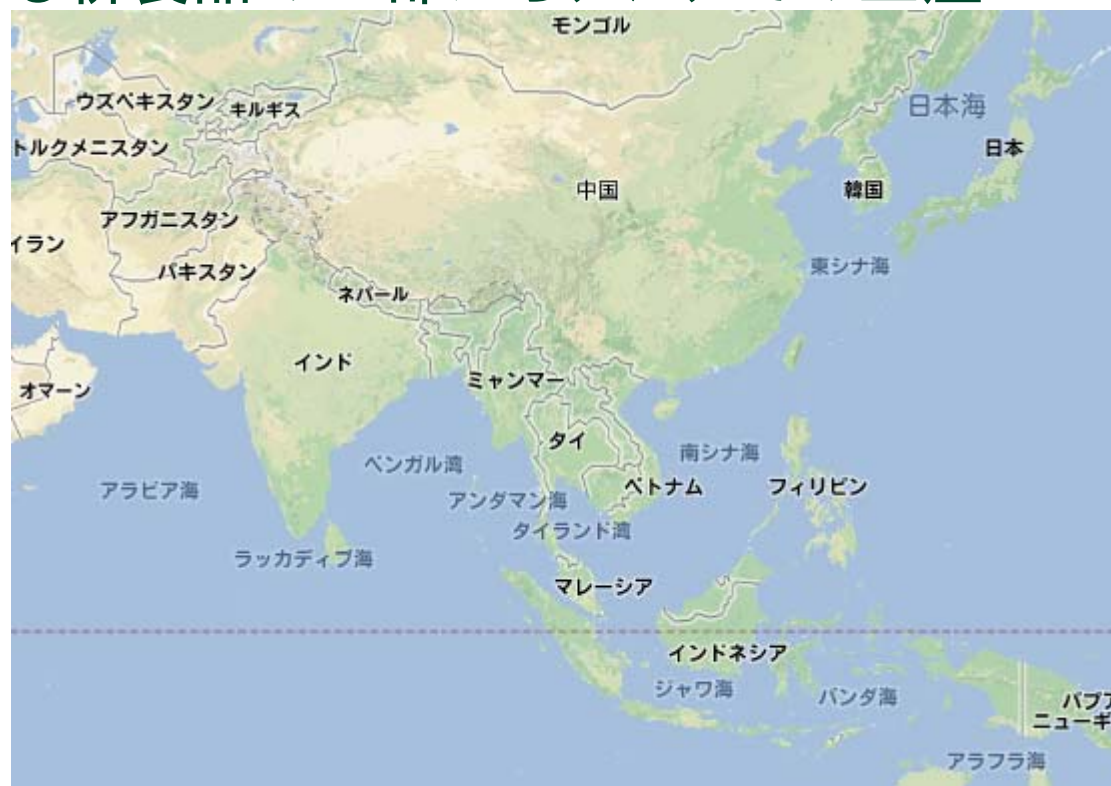 モンゴル
ウズベキスタン
キルギス
日本海
トルクメニスタン
日本
中国
韓国
アフガニスタン
イラン
パキスタン
東シナ海
ネパール
インド
ミャンマー
オマーン
タイ
南シナ海
ベンガル湾
アラビア海
ベトナム
フィリピン
アンダマン海
タイランド湾
ラッカディブ海
マレーシア
インドネシア
ジャワ海
バンダ海
パプア
ニューギ
アラフラ海